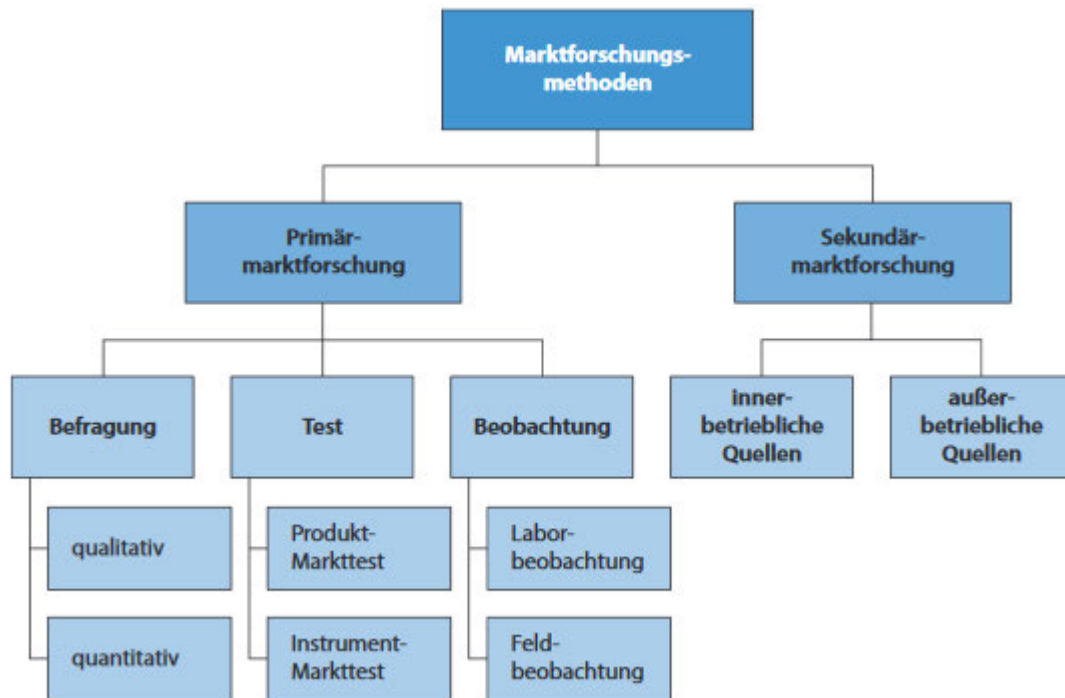 Marktforschungs-
methoden
Primär-
marktforschung
Sekundär-
marktforschung
Befragung
Test
Beobachtung
inner-
betriebliche
Quellen
außer-
betriebliche
Quellen
qualitativ
Produkt-
Markttest
Labor-
beobachtung
quantitativ
Instrument-
Markttest
Feld-
beobachtung